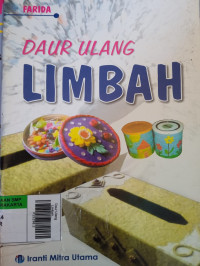 FARIDA
DAUR ULANG
LIMBAH
Iranti Mitra Utama